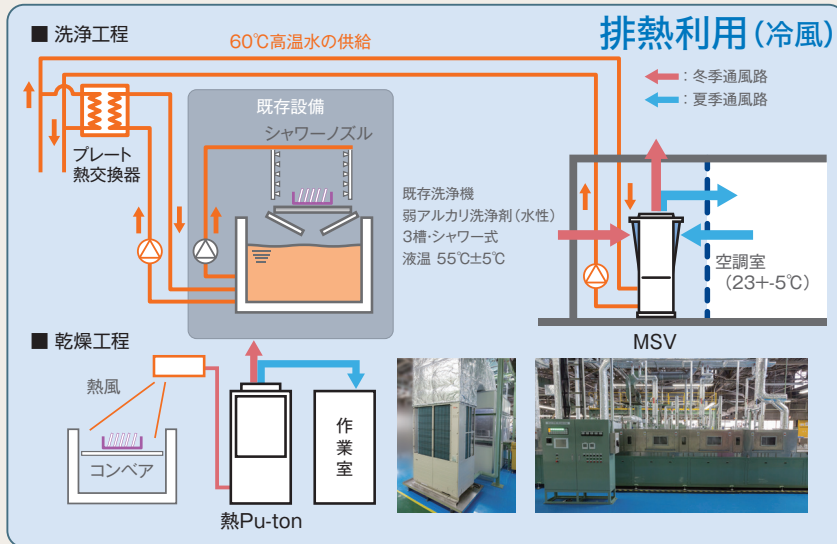 ■ 洗浄工程
60℃高温水の供給
排熱利用(冷風)
：冬季通風路
：夏季通風路
既存設備
シャワーノズル
プレート
熱交換器
既存洗浄機
弱アルカリ洗浄剤(水性)
3槽・シャワー式
液温 55℃±5℃
空調室
(23+-5℃)
MSV
■ 乾燥工程
熱風
コンベア
作業室
熱Pu-ton